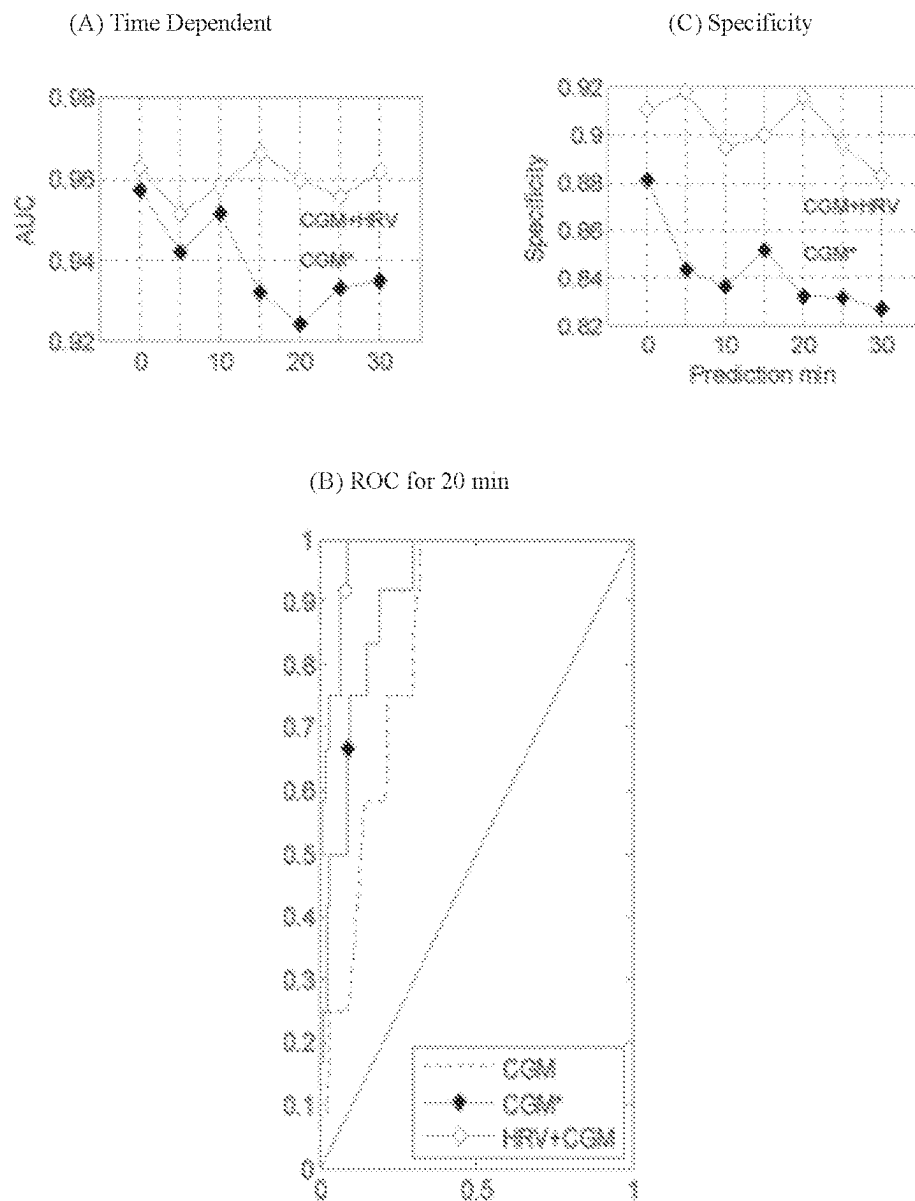 (A) Time Dependent
0.98
0.96
0.94
0.92
AUC
CGM+HRV
CGM*
0 10 20 30
(C) Specificity
0.92
0.9
0.88
0.86
0.84
0.82
Specificity
CGM+HRV
CGM*
0 10 20 30
Prediction min
(B) ROC for 20 min
1
0.9
0.8
0.7
0.6
0.5
0.4
0.3
0.2
0.1
0
CGM
CGM*
HRV+CGM
0 0.5 1